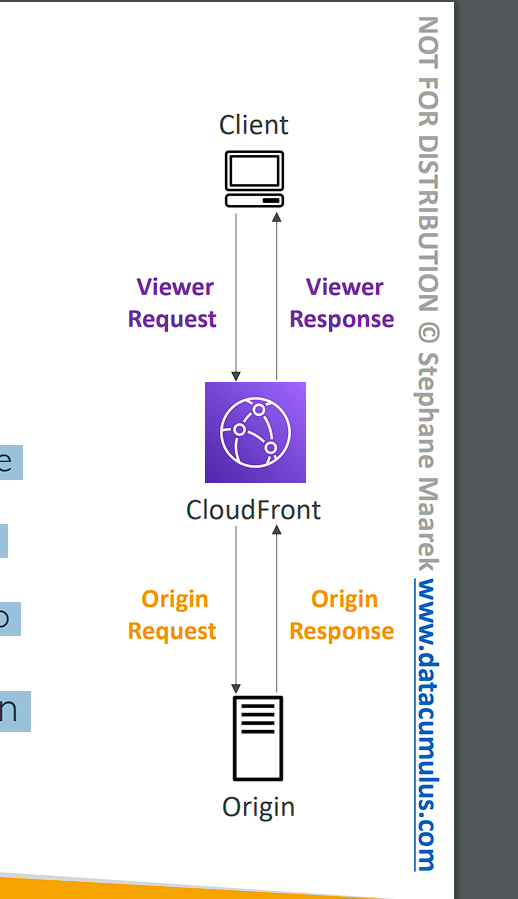 Client
Viewer
Request
Viewer
Response
e
CloudFront
o
Origin
Request
Origin
Response
n
Origin
NOT FOR DISTRIBUTION © Stephane Maarek www.datacumulus.com